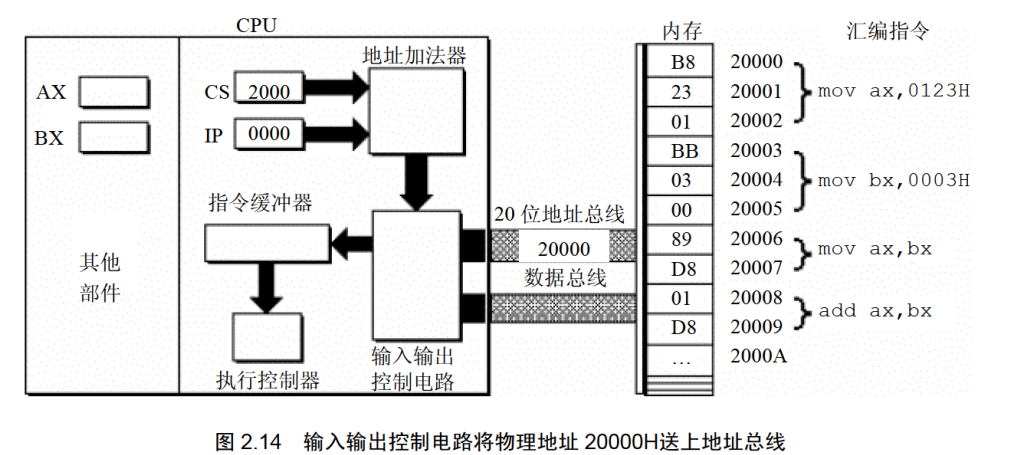 CPU
内存
汇编指令
地址加法器
AX
BX
CS 2000
IP 0000
指令缓冲器
其他
部件
执行控制器
输入输出
控制电路
20 位地址总线
20000
数据总线
B8 20000
23 20001
01 20002
mov ax,0123H
BB 20003
03 20004
00 20005
mov bx,0003H
89 20006
D8 20007
mov ax,bx
01 20008
D8 20009
add ax,bx
… 2000A
图 2.14 输入输出控制电路将物理地址 20000H送上地址总线